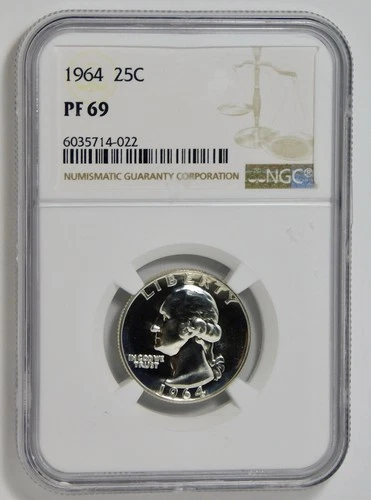 1964 25C
PF 69
6035714-022
NUMISMATIC GUARANTY CORPORATION
NGC®
LIBERTY
IN GOD WE
TRUST
1964